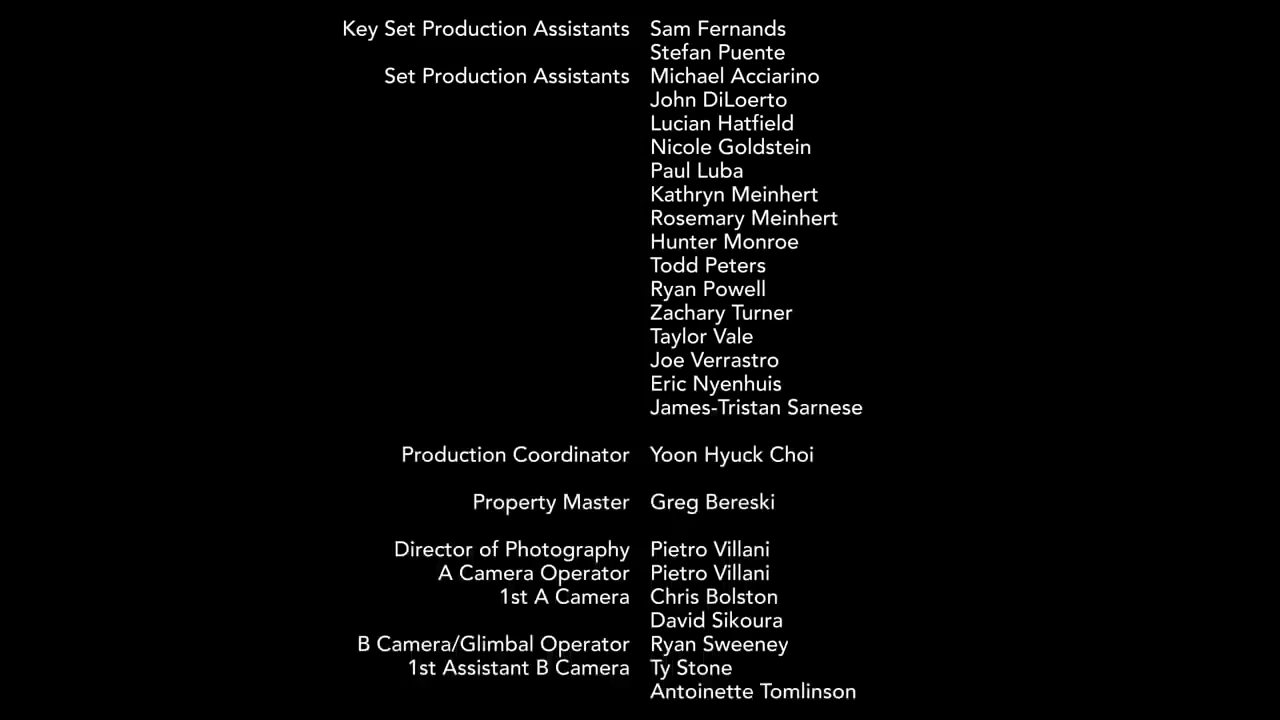 Key Set Production Assistants Sam Fernands
Stefan Puente
Set Production Assistants Michael Acciarino
John DiLoerto
Lucian Hatfield
Nicole Goldstein
Paul Luba
Kathryn Meinhert
Rosemary Meinhert
Hunter Monroe
Todd Peters
Ryan Powell
Zachary Turner
Taylor Vale
Joe Verrastro
Eric Nyenhuis
James-Tristan Sarnese
Production Coordinator Yoon Hyuck Choi
Property Master Greg Bereski
Director of Photography Pietro Villani
A Camera Operator Pietro Villani
1st A Camera Chris Bolston
David Sikoura
B Camera/Glimbal Operator Ryan Sweeney
1st Assistant B Camera Ty Stone
Antoinette Tomlinson